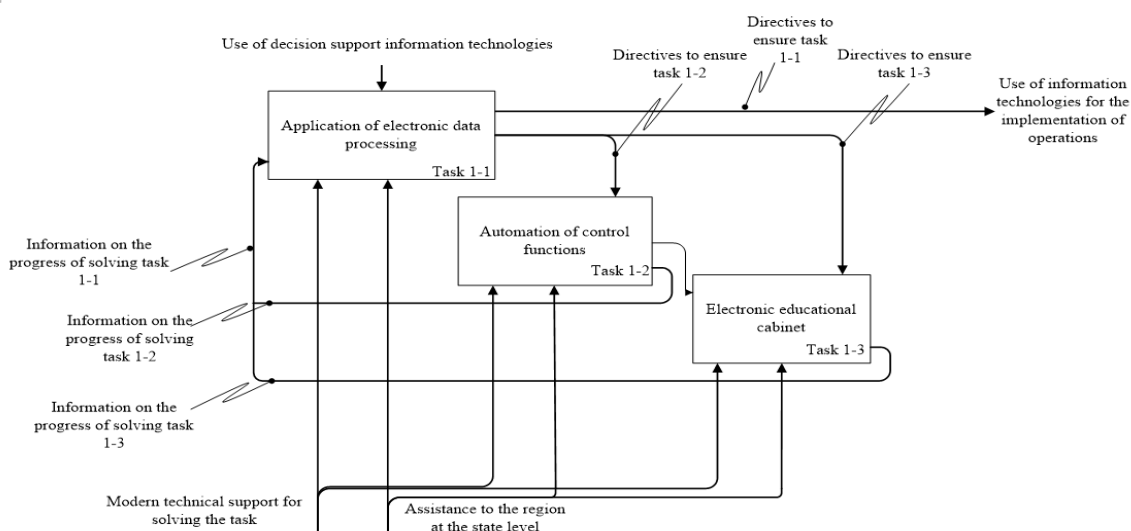 Use of decision support information technologies
Directives to
ensure task
1-1
Directives to ensure
task 1-2
Directives to ensure
task 1-3
Use of information
technologies for the
implementation of
operations
Application of electronic data
processing
Task 1-1
Automation of control
functions
Task 1-2
Electronic educational
cabinet
Task 1-3
Information on the
progress of solving task
1-1
Information on the
progress of solving
task 1-2
Information on the
progress of solving task
1-3
Modern technical support for
solving the task
Assistance to the region
at the state level